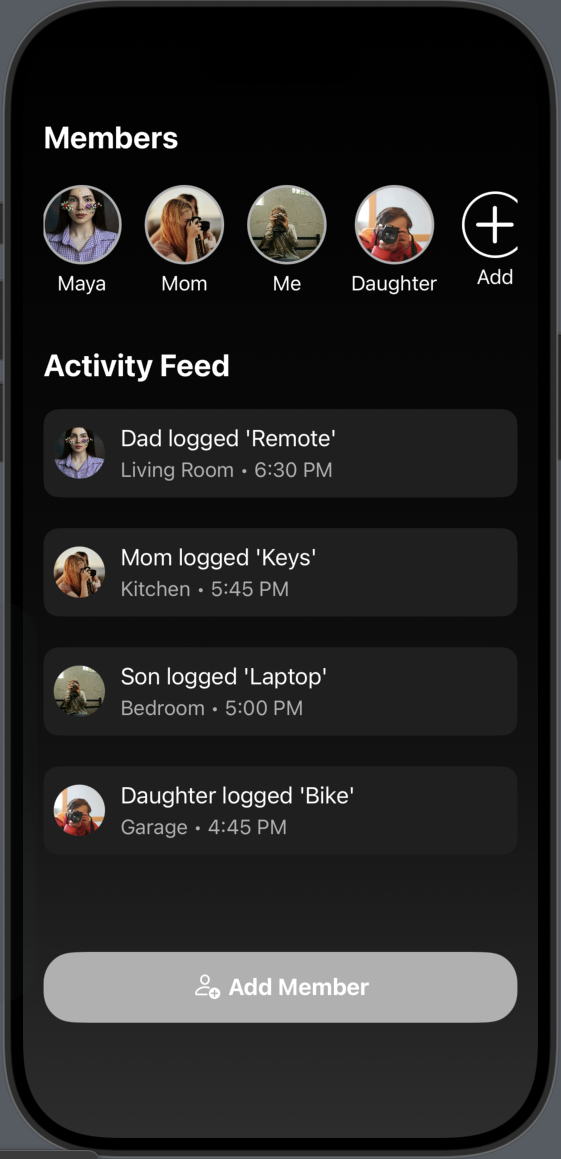 Members
Maya
Mom
Me
Daughter
Add
Activity Feed
Dad logged 'Remote'
Living Room • 6:30 PM
Mom logged 'Keys'
Kitchen • 5:45 PM
Son logged 'Laptop'
Bedroom • 5:00 PM
Daughter logged 'Bike'
Garage • 4:45 PM
Add Member